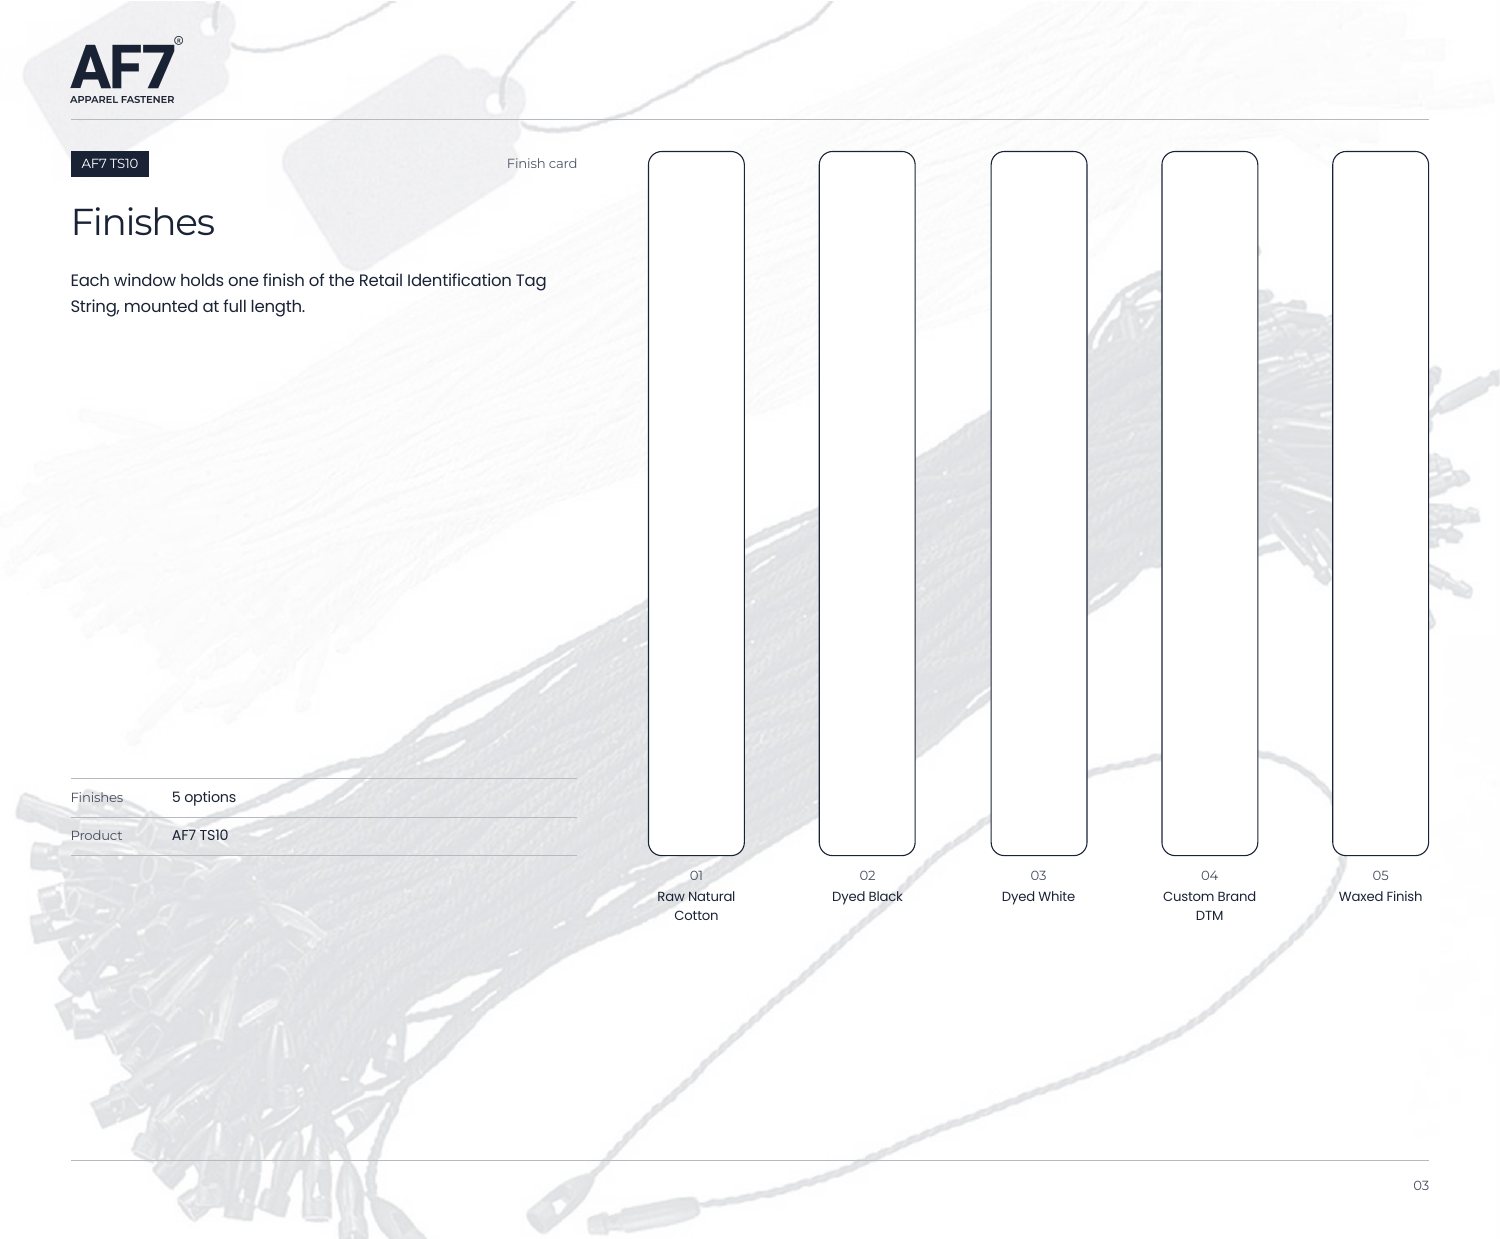 AF7®
APPAREL FASTENER
AF7 TS10
Finish card
Finishes
Each window holds one finish of the Retail Identification Tag
String, mounted at full length.
Finishes 5 options
Product AF7 TS10
01
Raw Natural
Cotton
02
Dyed Black
03
Dyed White
04
Custom Brand
DTM
05
Waxed Finish
03